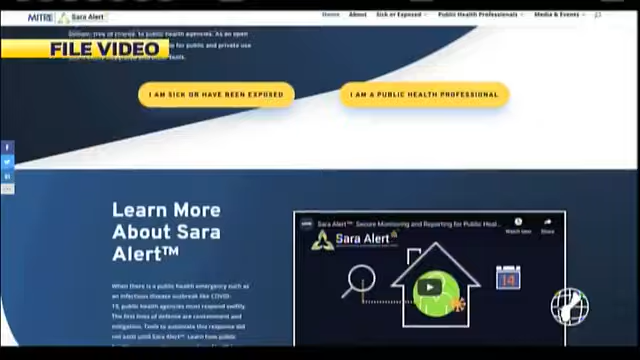 MITRE Sara Alert
Home About Sick or Exposed Public Health Professionals Media & Events
FILE VIDEO
to public health agencies. As an open
for public and private use
tools.
I AM SICK OR HAVE BEEN EXPOSED
I AM A PUBLIC HEALTH PROFESSIONAL
Learn More
About Sara
Alert™
When there is a public health emergency such as
an infectious disease outbreak like COVID-
19, public health agencies must respond swiftly.
The first lines of defense are containment and
mitigation. Tools to automate this response did
not exist until Sara Alert™. Learn how public
Sara Alert™: Secure Monitoring and Reporting for Public Heal...
Watch later
Share
Sara Alert
14